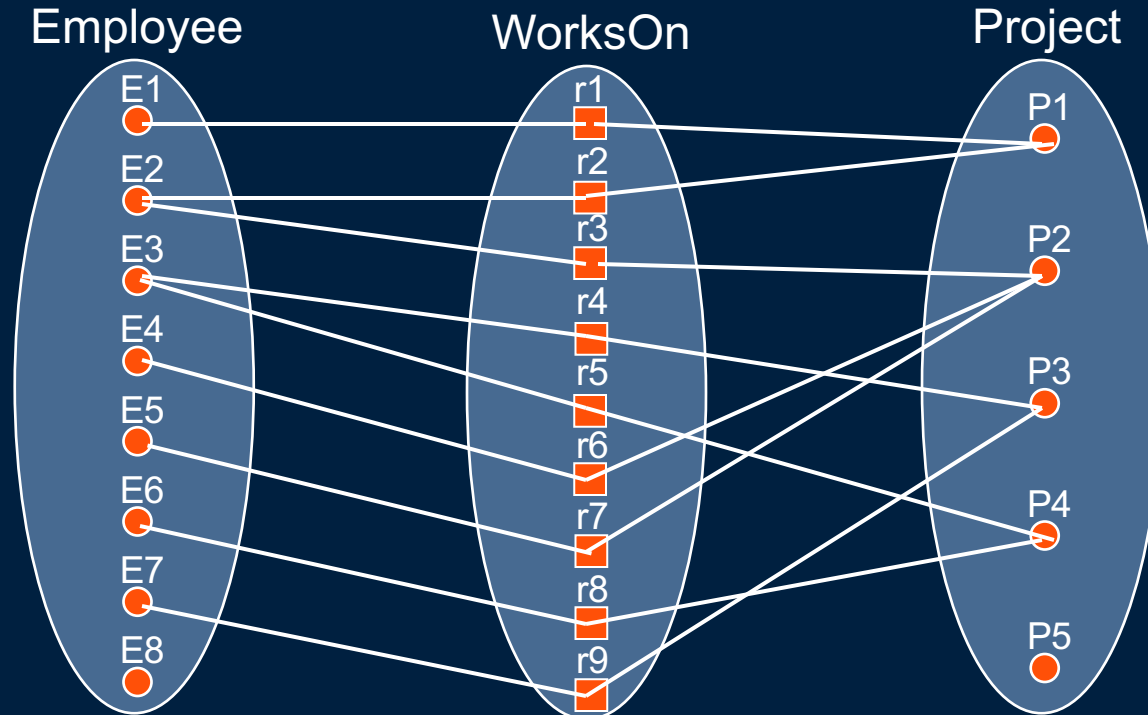 Employee
WorksOn
Project
E1
E2
E3
E4
E5
E6
E7
E8
r1
r2
r3
r4
r5
r6
r7
r8
r9
P1
P2
P3
P4
P5